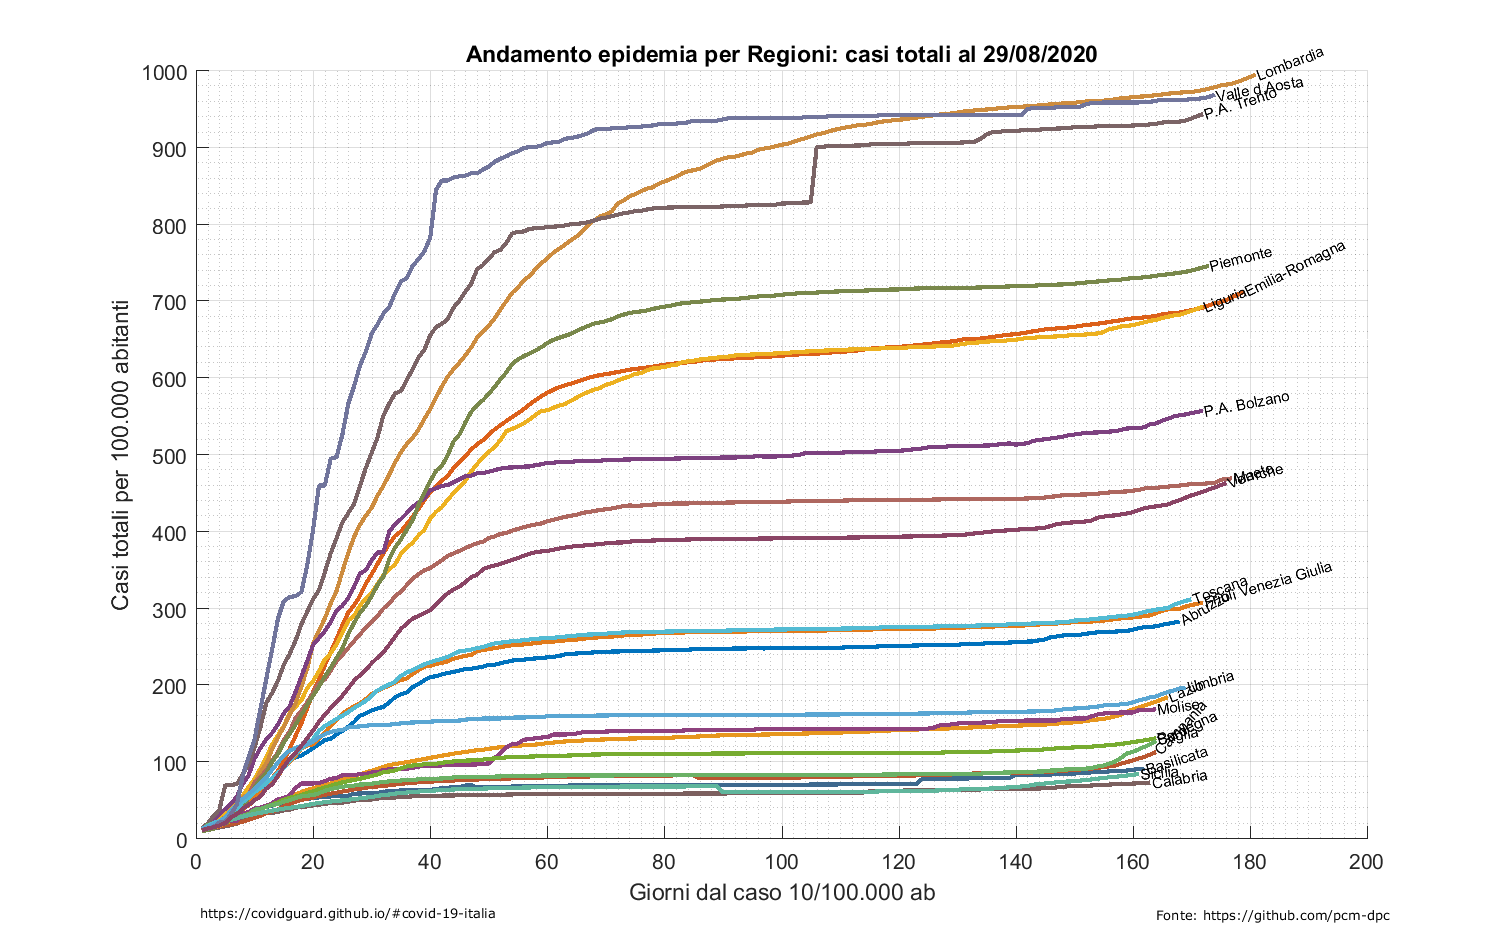 Andamento epidemia per Regioni: casi totali al 29/08/2020
Casi totali per 100.000 abitanti
1000
900
800
700
600
500
400
300
200
100
0
0 20 40 60 80 100 120 140 160 180 200
Giorni dal caso 10/100.000 ab
Lombardia
Valle d Aosta
P.A. Trento
Piemonte
Emilia-Romagna
Liguria
P.A. Bolzano
Marche
Toscana
Friuli Venezia Giulia
Abruzzo
Umbria
Lazio
Molise
Basilicata
Sicilia
Calabria
https://covidguard.github.io/#covid-19-italia
Fonte: https://github.com/pcm-dpc